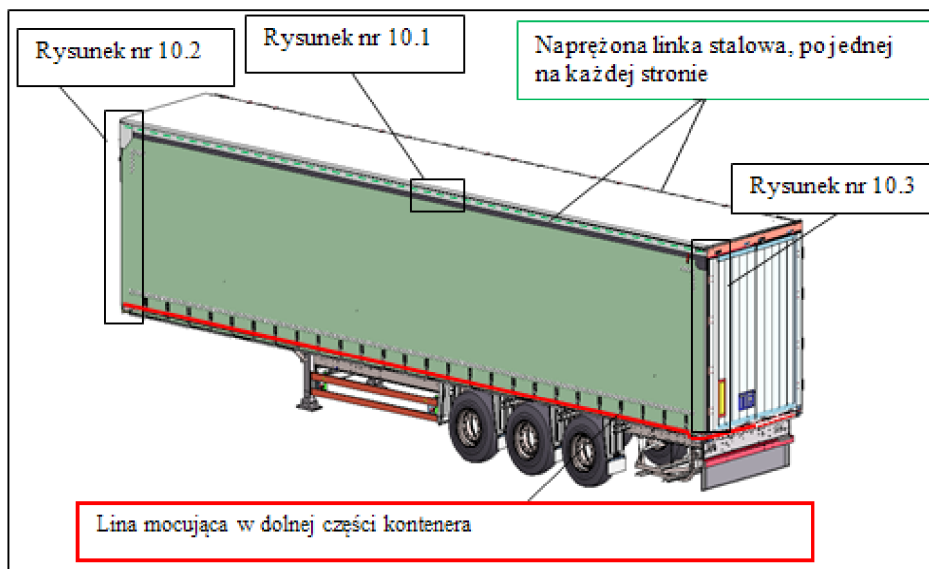 Rysunek nr 10.2
Rysunek nr 10.1
Naprężona linka stalowa, po jednej
na każdej stronie
Rysunek nr 10.3
Lina mocująca w dolnej części kontenera